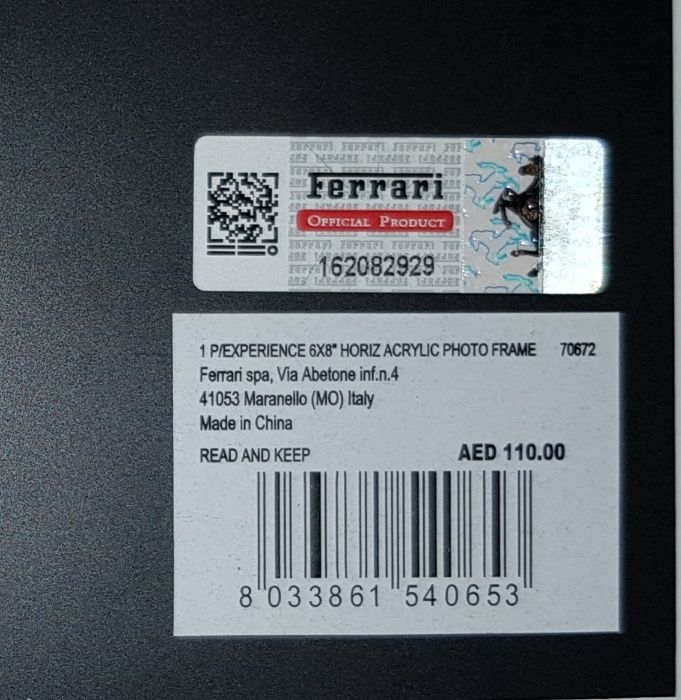 Ferrari
OFFICIAL PRODUCT
162082929
1 P/EXPERIENCE 6X8" HORIZ ACRYLIC PHOTO FRAME 70672
Ferrari spa, Via Abetone inf.n.4
41053 Maranello (MO) Italy
Made in China
READ AND KEEP AED 110.00
8 033861 540653